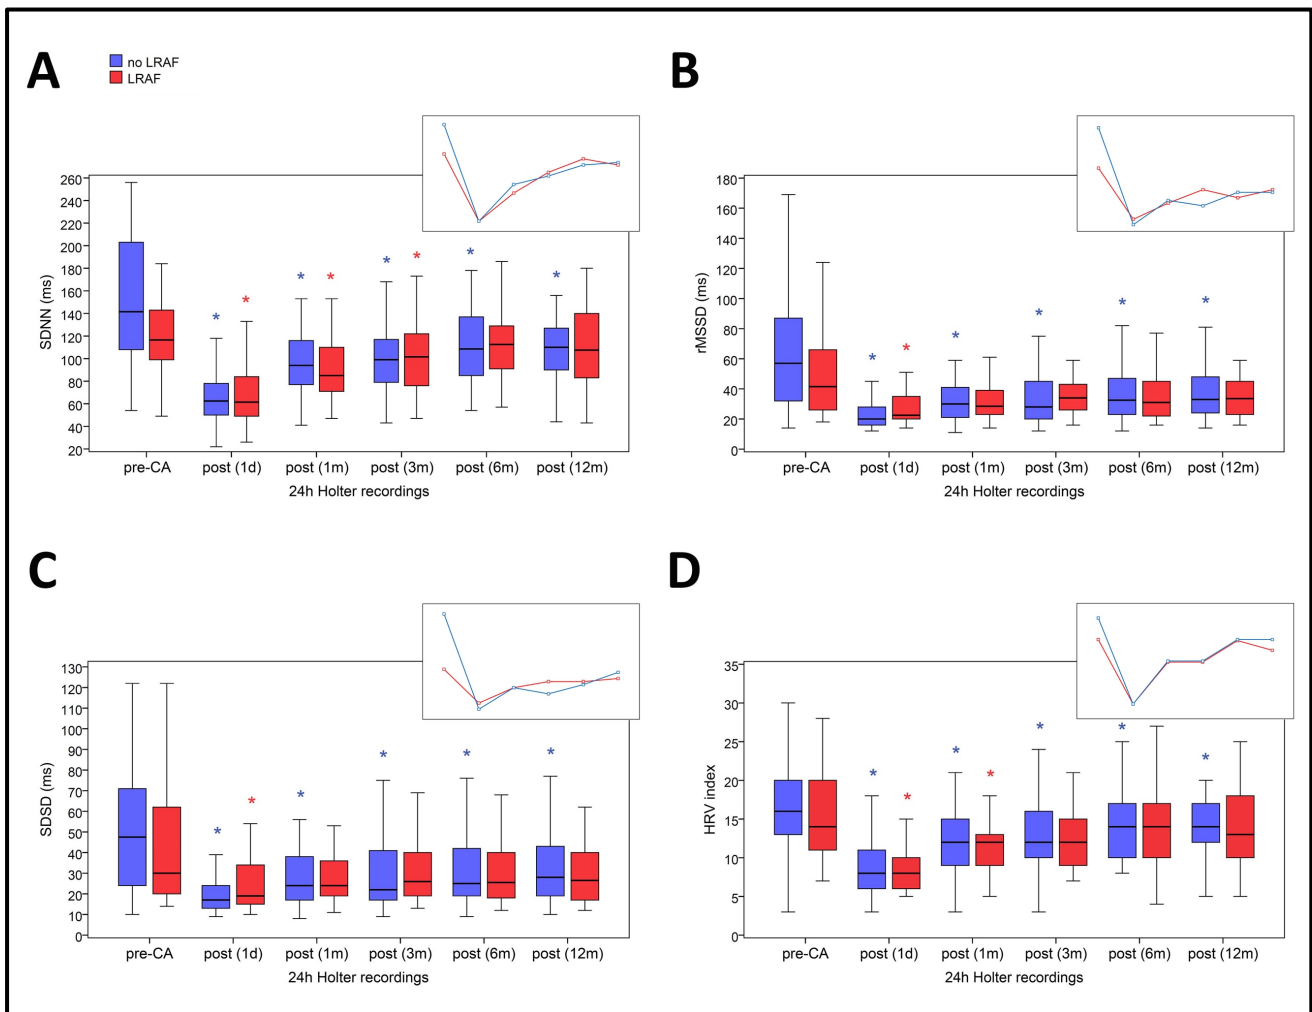 A
no LRAF
LRAF
SDNN (ms)
260
240
220
200
180
160
140
120
100
80
60
40
20
* * * * * * * *
pre-CA post (1d) post (1m) post (3m) post (6m) post (12m)
24h Holter recordings
B
rMSSD (ms)
180
160
140
120
100
80
60
40
20
0
* * * * * *
pre-CA post (1d) post (1m) post (3m) post (6m) post (12m)
24h Holter recordings
C
SDSD (ms)
130
120
110
100
90
80
70
60
50
40
30
20
10
0
* * * * * *
pre-CA post (1d) post (1m) post (3m) post (6m) post (12m)
24h Holter recordings
D
HRV index
35
30
25
20
15
10
5
0
* * * * * * *
pre-CA post (1d) post (1m) post (3m) post (6m) post (12m)
24h Holter recordings